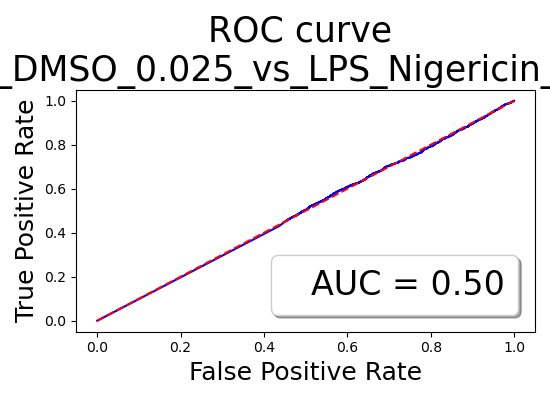 ROC curve
_DMSO_0.025_vs_LPS_Nigericin_
True Positive Rate
1.0
0.8
0.6
0.4
0.2
0.0
AUC = 0.50
0.0 0.2 0.4 0.6 0.8 1.0
False Positive Rate